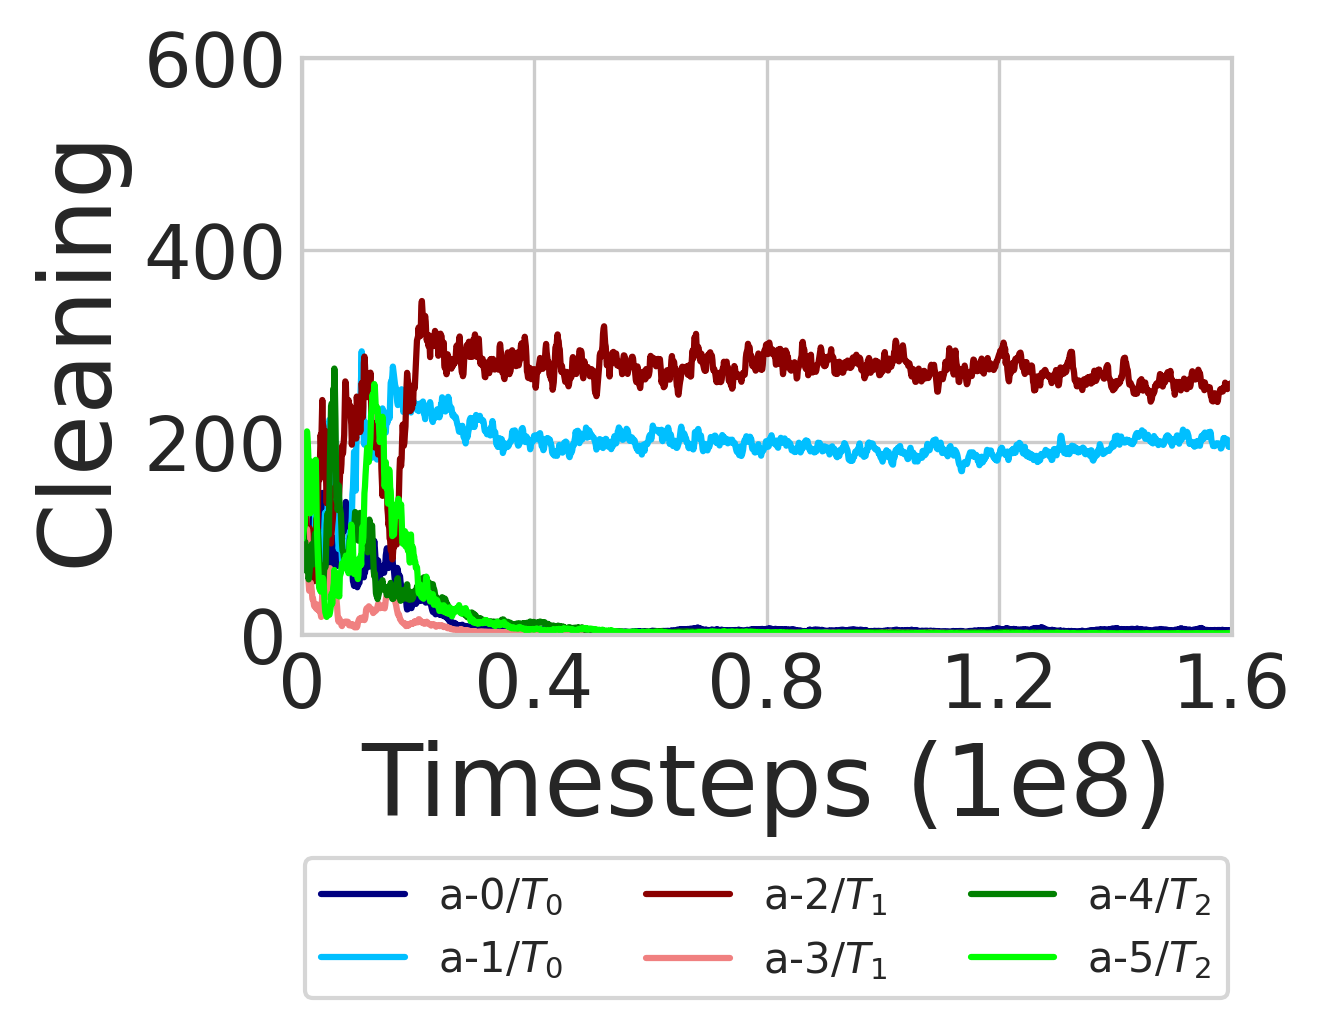 600
400
200
0
Cleaning
0 0.4 0.8 1.2 1.6
Timesteps (1e8)
a-0/T₀ a-2/T₁ a-4/T₂
a-1/T₀ a-3/T₁ a-5/T₂